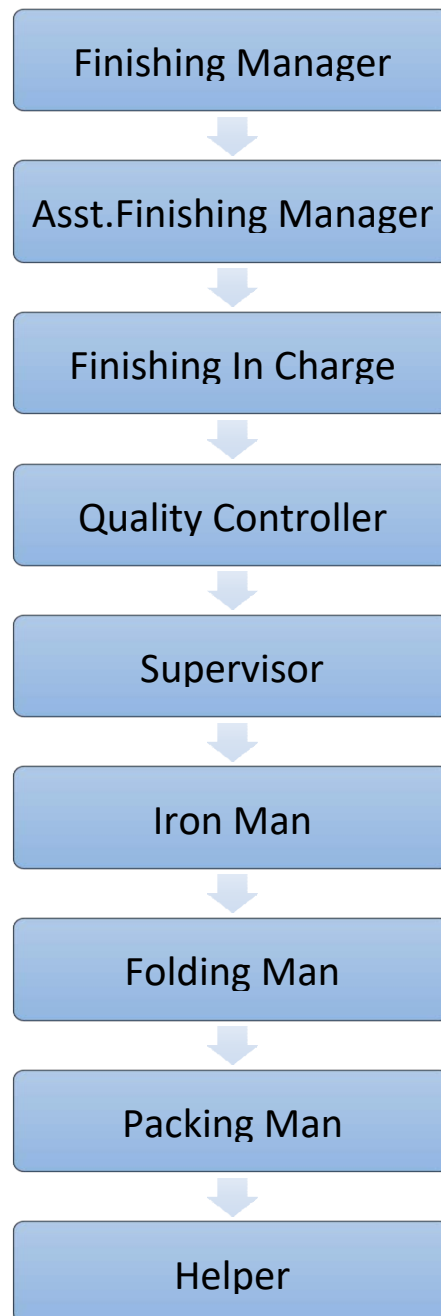 Finishing Manager
Asst.Finishing Manager
Finishing In Charge
Quality Controller
Supervisor
Iron Man
Folding Man
Packing Man
Helper